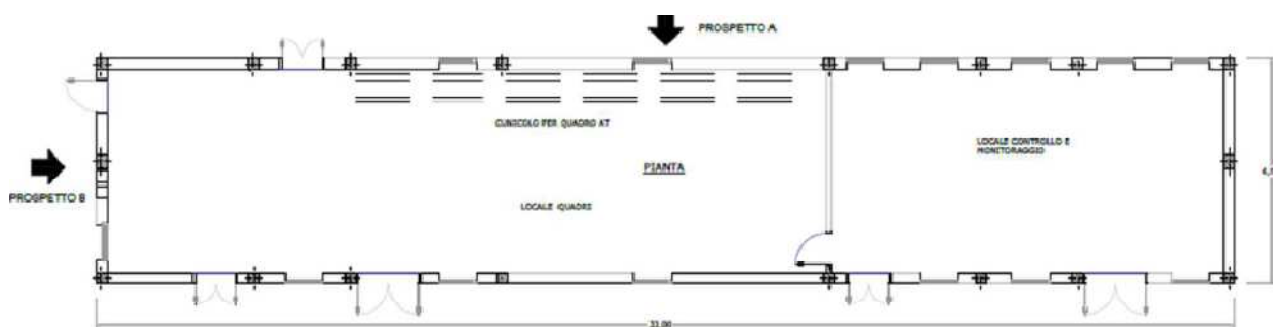 PROSPETTO A
CUNICOLO PER QUADRO AT
LOCALE CONTROLLO E
MONITORAGGIO
PIANTA
PROSPETTO B
LOCALE QUADRI
33,00